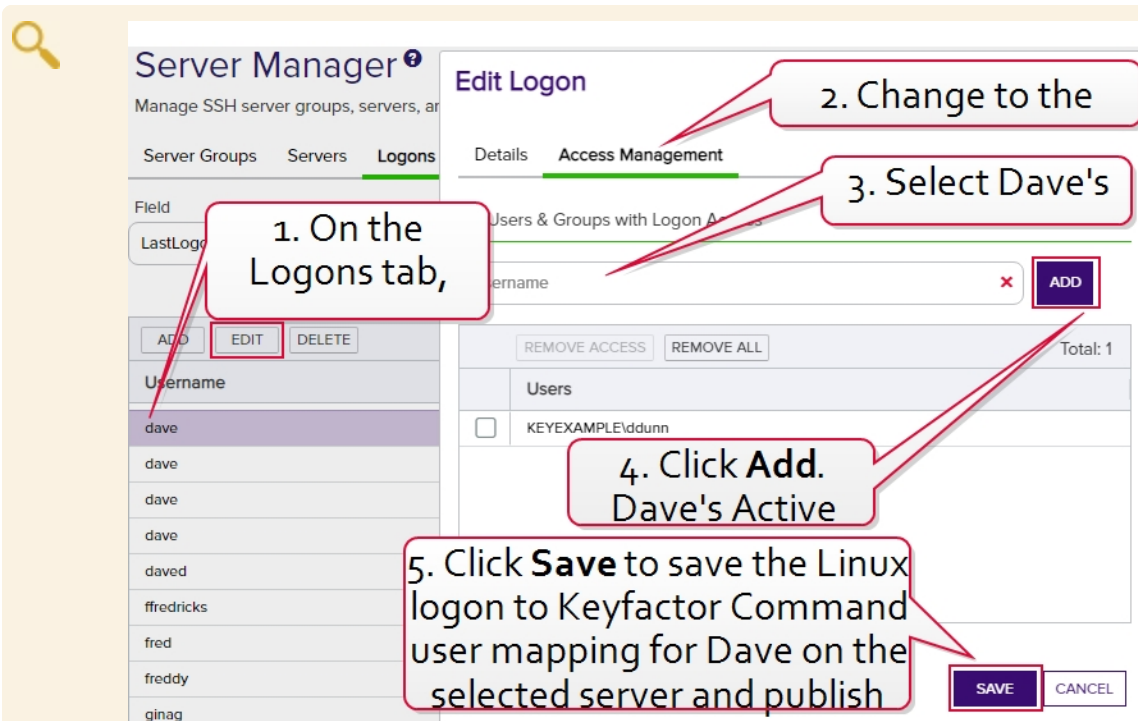 Server Manager ?
Manage SSH server groups, servers, ar
Server Groups Servers Logons
Field
LastLogo
1. On the
Logons tab,
ADD EDIT DELETE
Username
dave
dave
dave
dave
daved
ffredricks
fred
freddy
ginag
Edit Logon
2. Change to the
Details Access Management
3. Select Dave's
Users & Groups with Logon Access
ername
×
ADD
REMOVE ACCESS REMOVE ALL Total: 1
Users
KEYEXAMPLE\ddunn
4. Click Add.
Dave's Active
5. Click Save to save the Linux
logon to Keyfactor Command
user mapping for Dave on the
selected server and publish
SAVE CANCEL